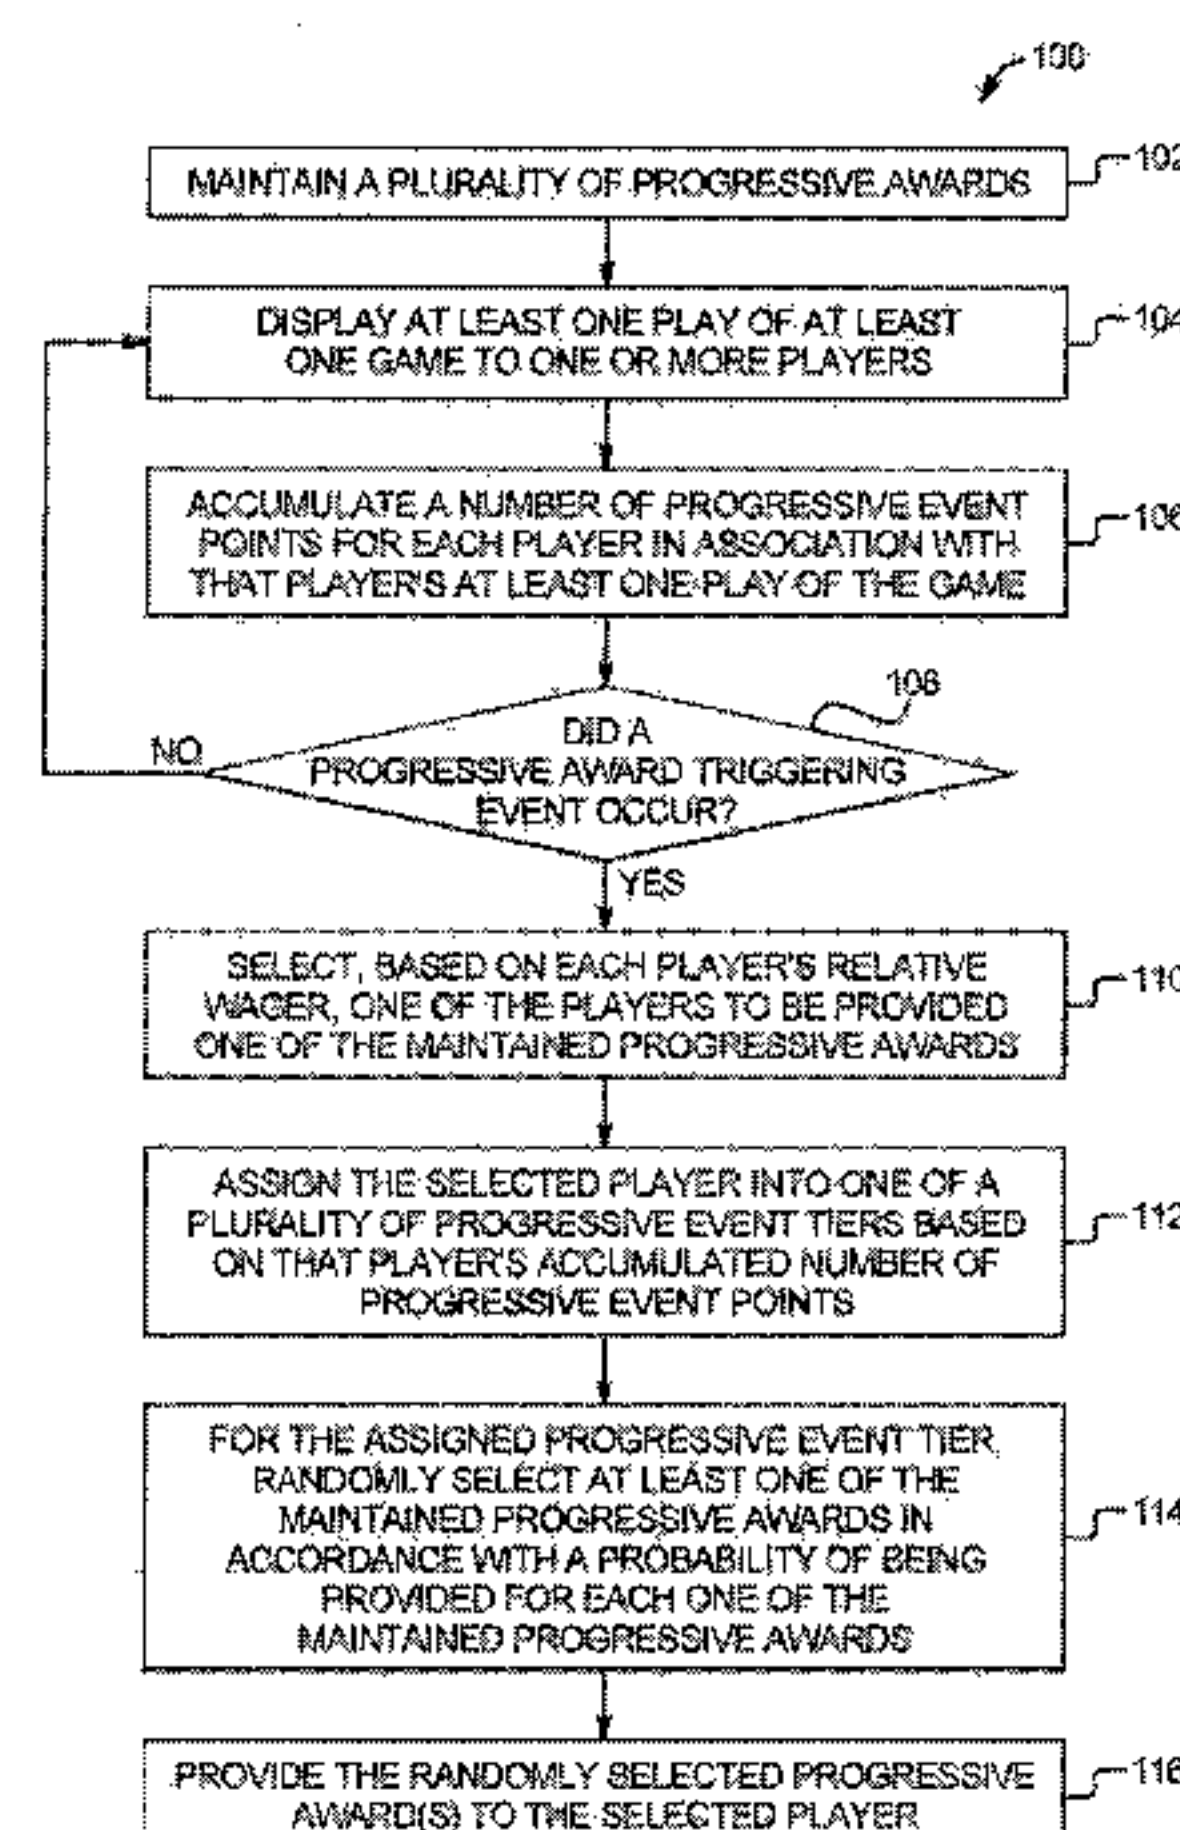 100
MAINTAIN A PLURALITY OF PROGRESSIVE AWARDS
102
DISPLAY AT LEAST ONE PLAY OF AT LEAST
ONE GAME TO ONE OR MORE PLAYERS
104
ACCUMULATE A NUMBER OF PROGRESSIVE EVENT
POINTS FOR EACH PLAYER IN ASSOCIATION WITH
THAT PLAYER'S AT LEAST ONE PLAY OF THE GAME
106
108
DID A
PROGRESSIVE AWARD TRIGGERING
EVENT OCCUR?
NO
YES
SELECT, BASED ON EACH PLAYER'S RELATIVE
WAGER, ONE OF THE PLAYERS TO BE PROVIDED
ONE OF THE MAINTAINED PROGRESSIVE AWARDS
110
ASSIGN THE SELECTED PLAYER INTO ONE OF A
PLURALITY OF PROGRESSIVE EVENT TIERS BASED
ON THAT PLAYER'S ACCUMULATED NUMBER OF
PROGRESSIVE EVENT POINTS
112
FOR THE ASSIGNED PROGRESSIVE EVENT TIER,
RANDOMLY SELECT AT LEAST ONE OF THE
MAINTAINED PROGRESSIVE AWARDS IN
ACCORDANCE WITH A PROBABILITY OF BEING
PROVIDED FOR EACH ONE OF THE
MAINTAINED PROGRESSIVE AWARDS
114
PROVIDE THE RANDOMLY SELECTED PROGRESSIVE
AWARD(S) TO THE SELECTED PLAYER
116